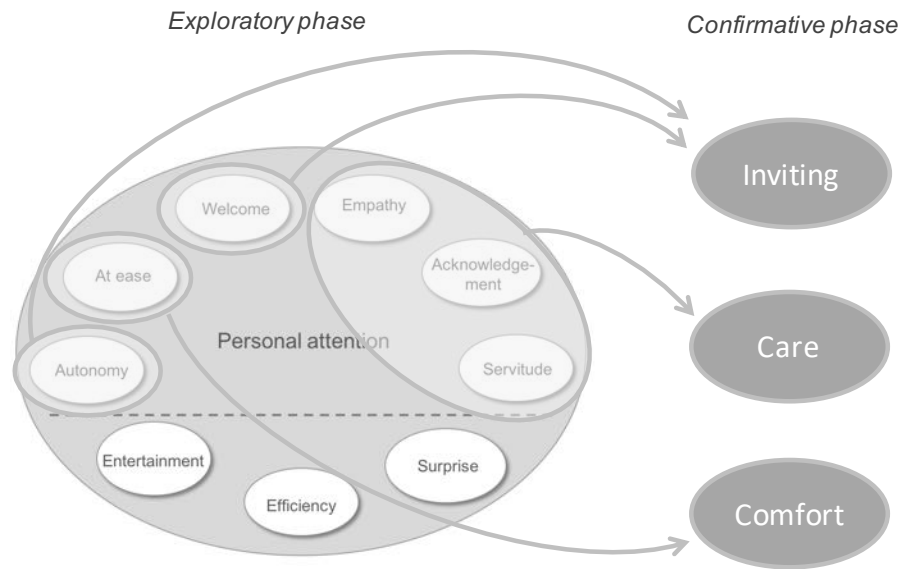 Exploratory phase
Confirmative phase
Inviting
Welcome
Empathy
At ease
Acknowledge-
ment
Personal attention
Care
Autonomy
Servitude
Entertainment
Surprise
Efficiency
Comfort